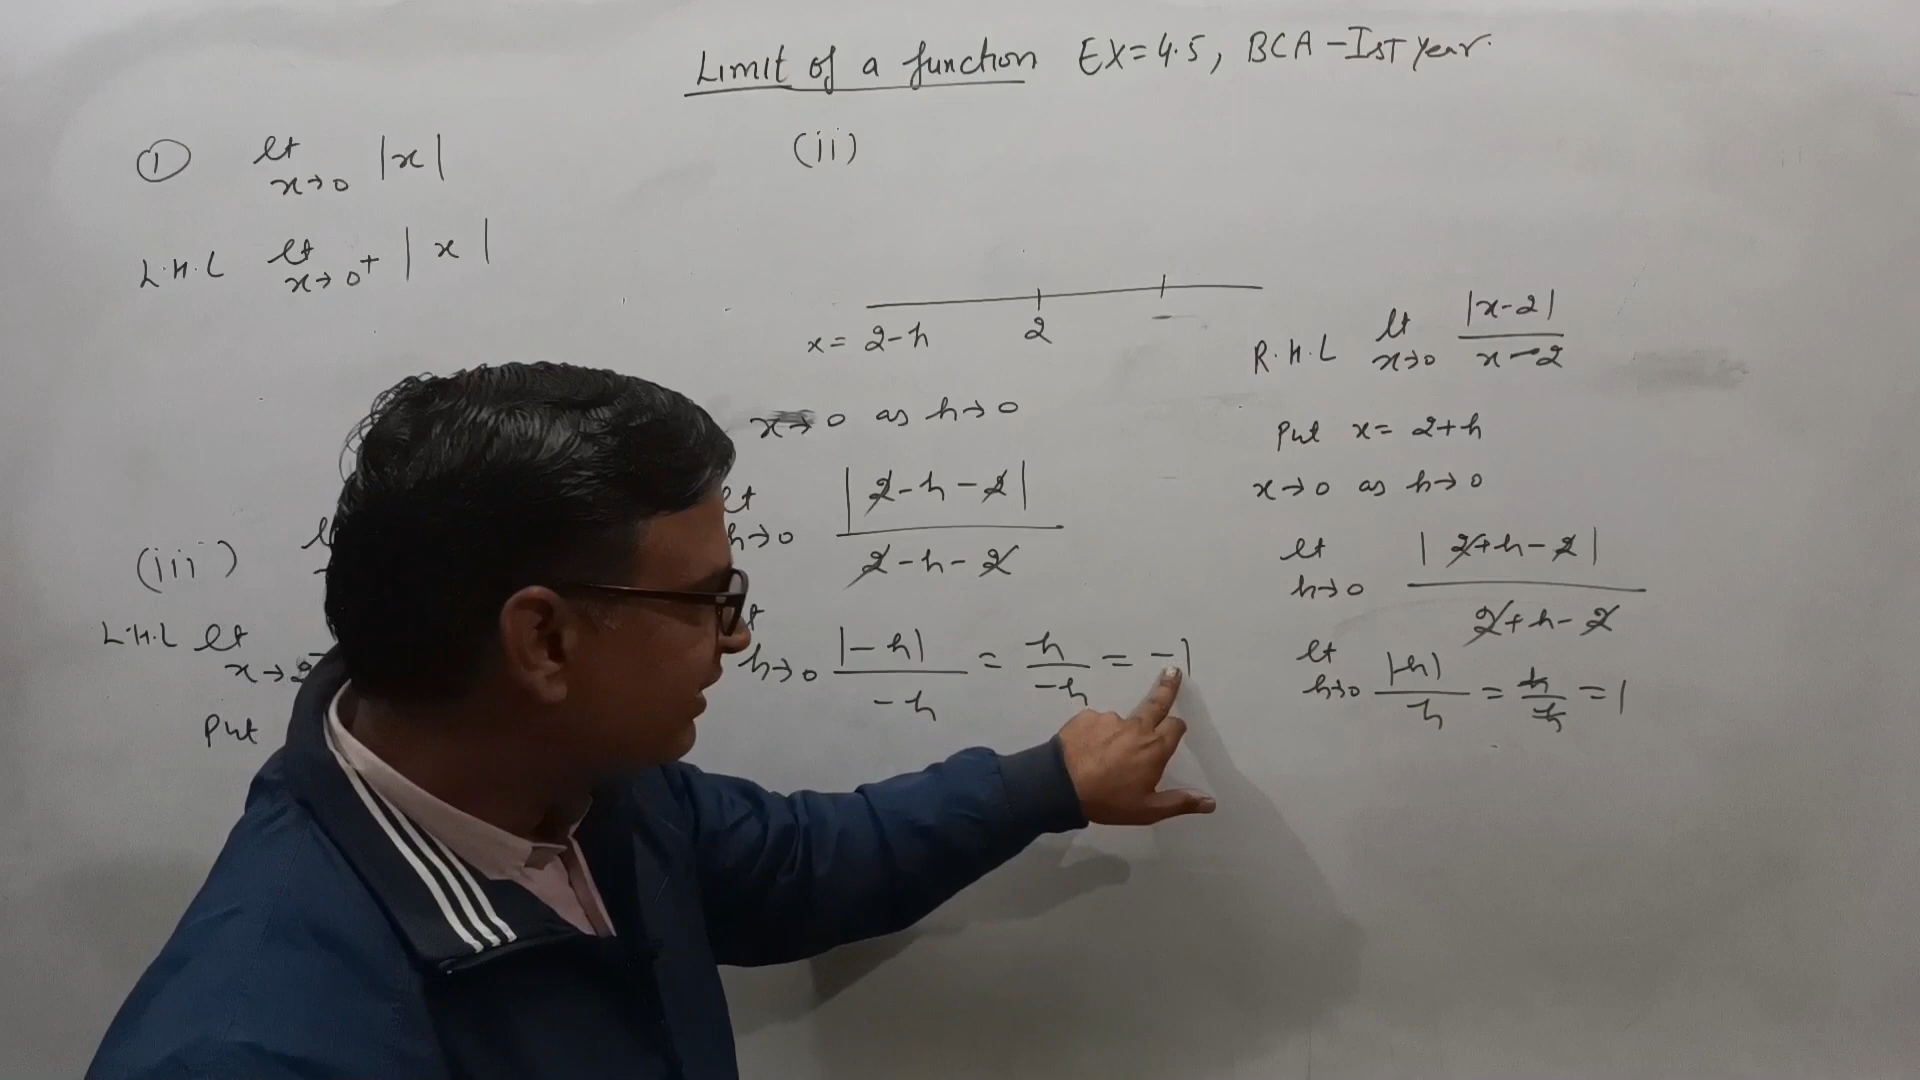 Limit of a function EX=4.5, BCA-Ist year.
① lt x→0 |x|
L.H.L lt x→0+ |x|
(iii)
L.H.L lt x→2-
Put
(ii)
2
x= 2-h
x→0 as h→0
lt h→0 |2-h-2| / 2-h-2
h→0 |-h| / -h = h / -h = -1
R.H.L lt x→0 |x-2| / x-2
Put x= 2+h
x→0 as h→0
lt h→0 |2+h-2| / 2+h-2
lt h→0 |h| / h = h / h = 1